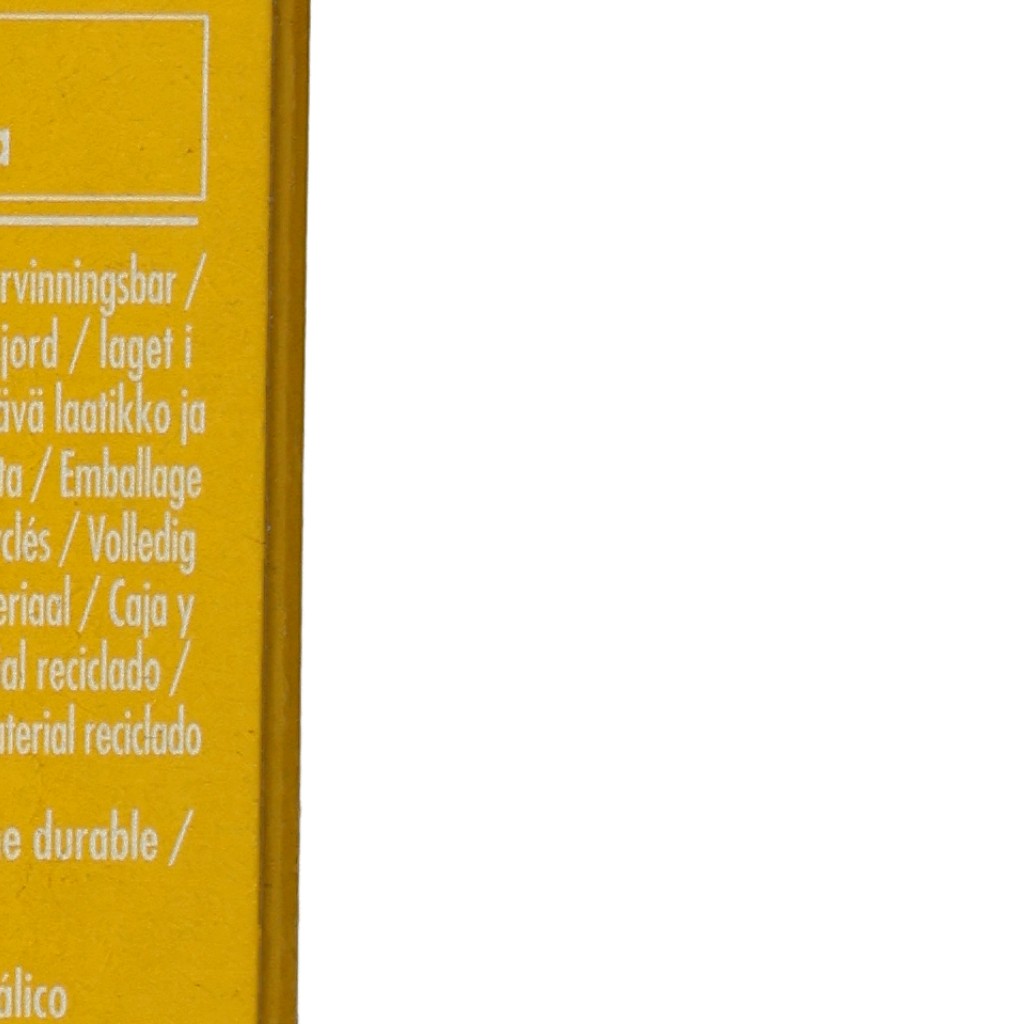 a
rvinningsbar /
jord / laget i
ävä laatikko ja
ta / Emballage
clés / Volledig
eriaal / Caja y
al reciclado /
aterial reciclado
e durable /
álico